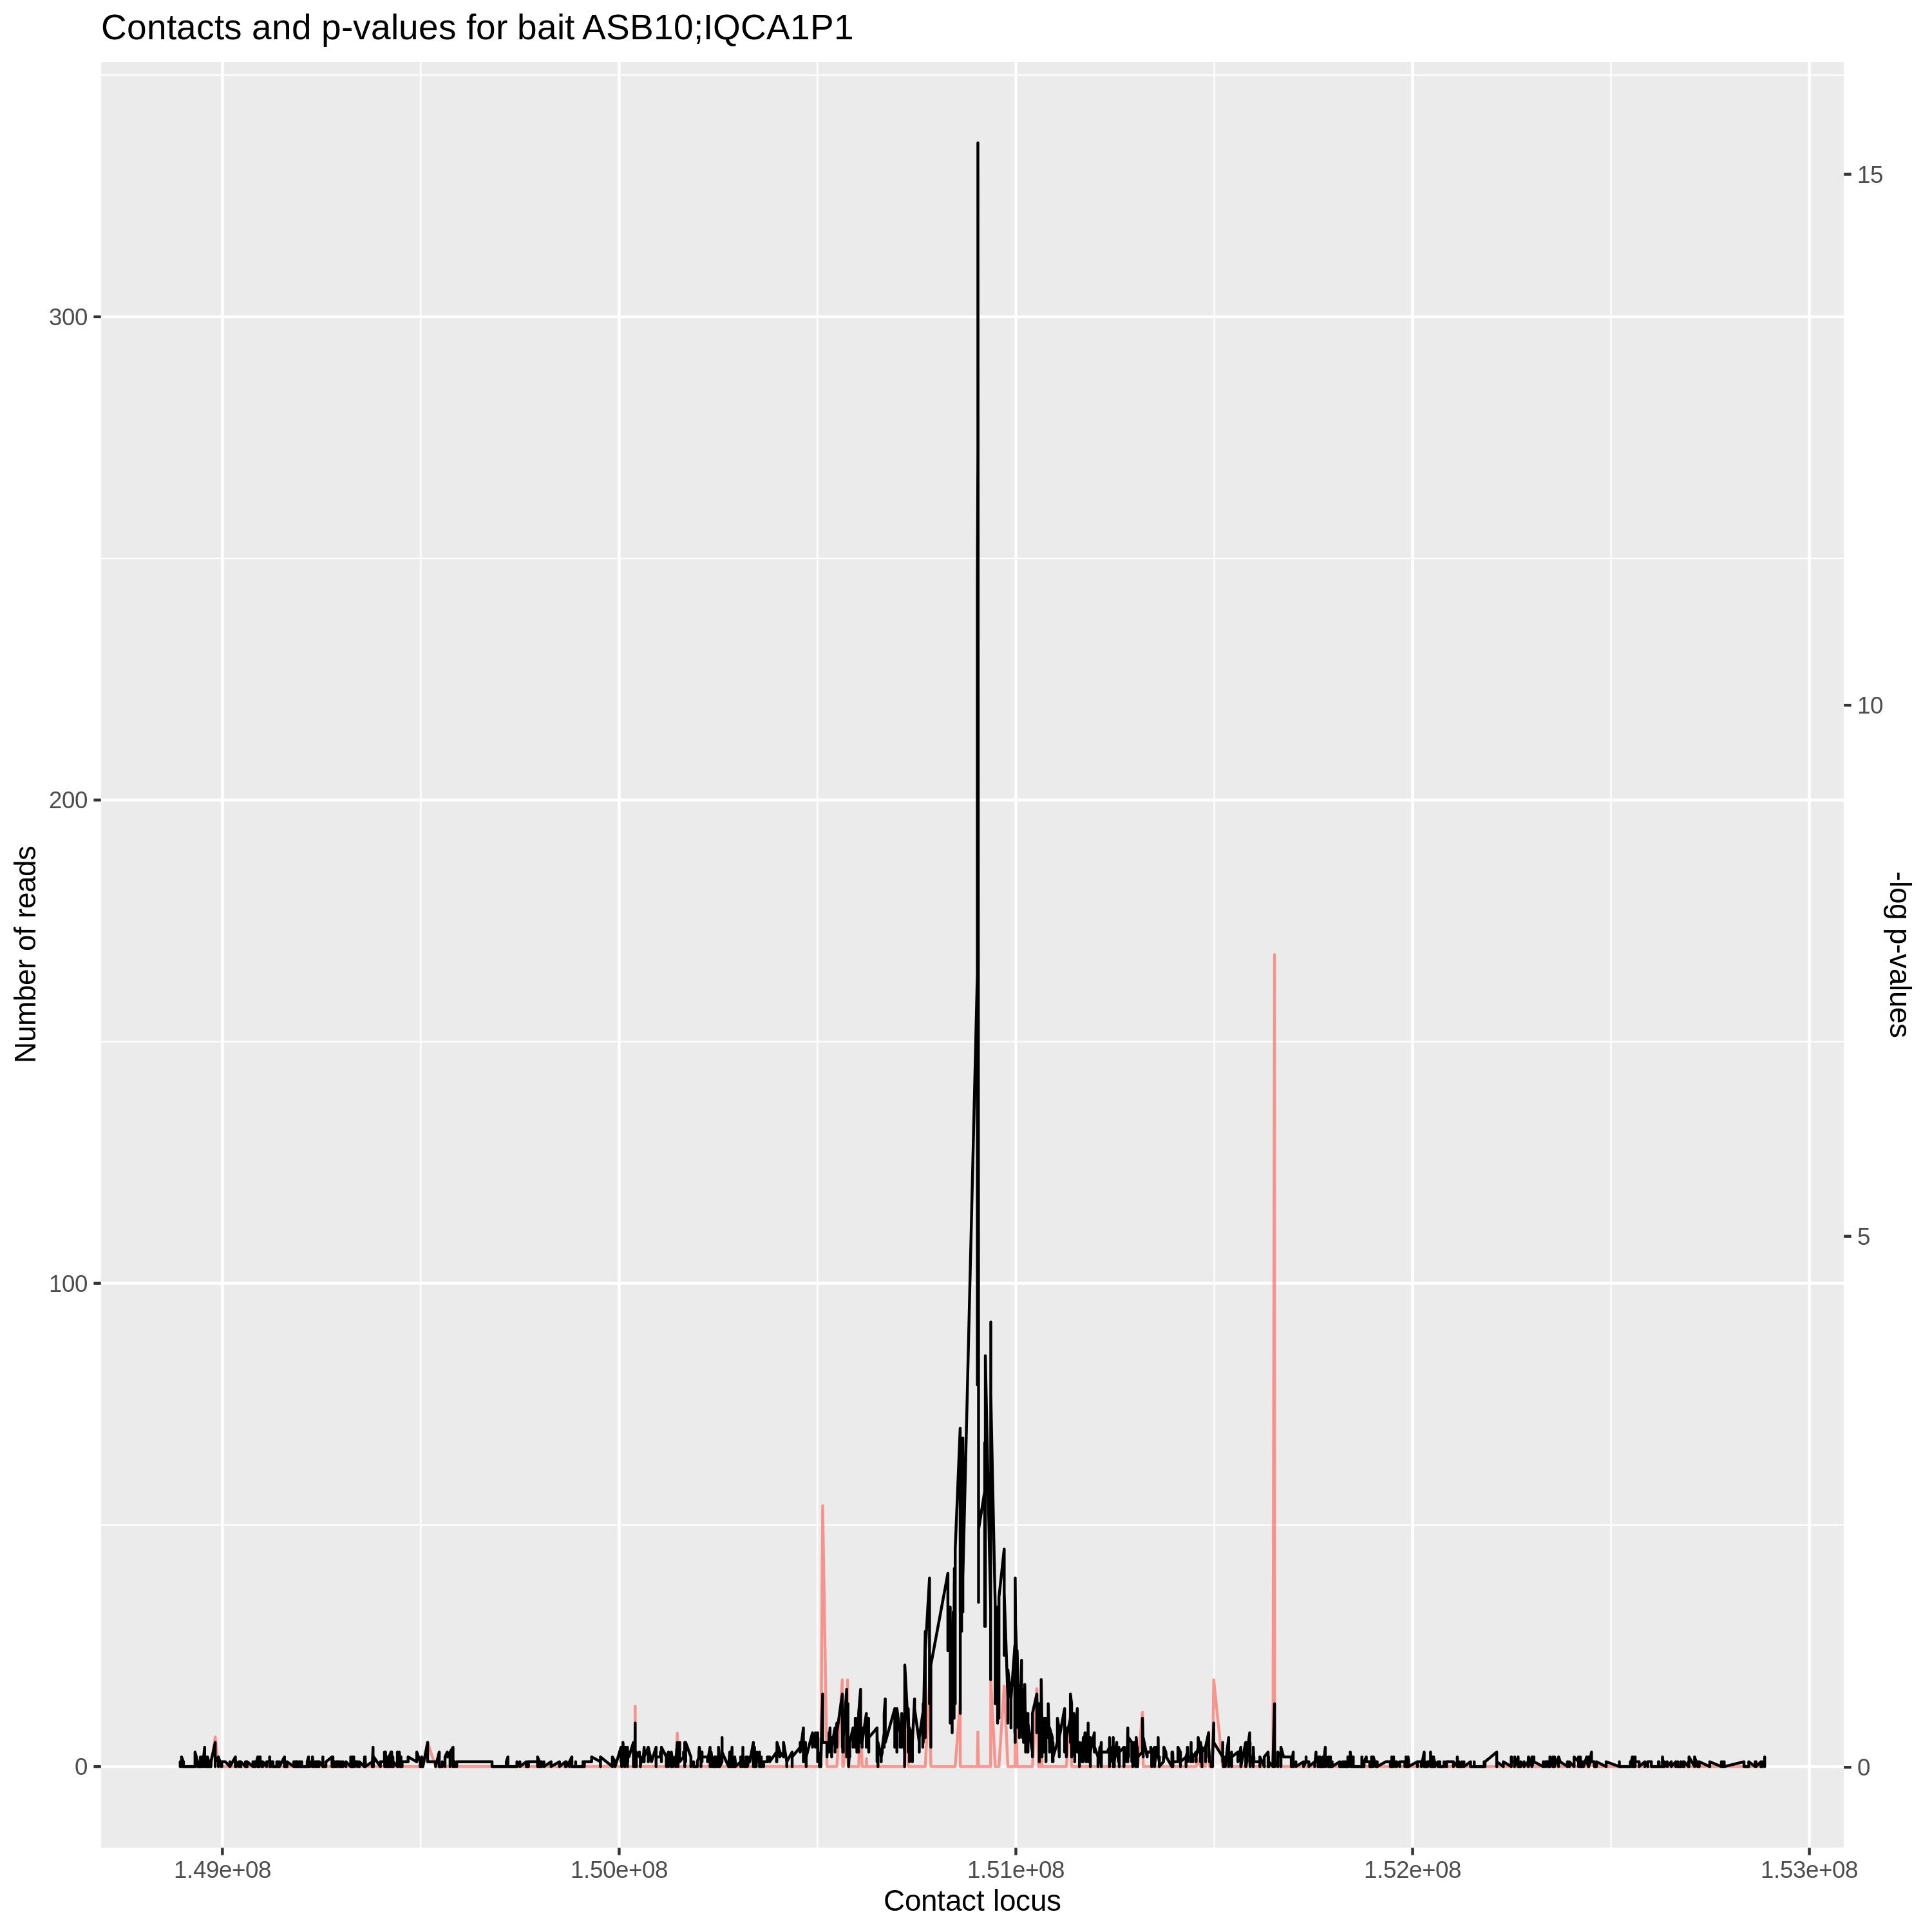 Contacts and p-values for bait ASB10;IQCA1P1
300
200
100
0
Number of reads
15
10
5
0
-log p-values
1.49e+08
1.50e+08
1.51e+08
1.52e+08
1.53e+08
Contact locus